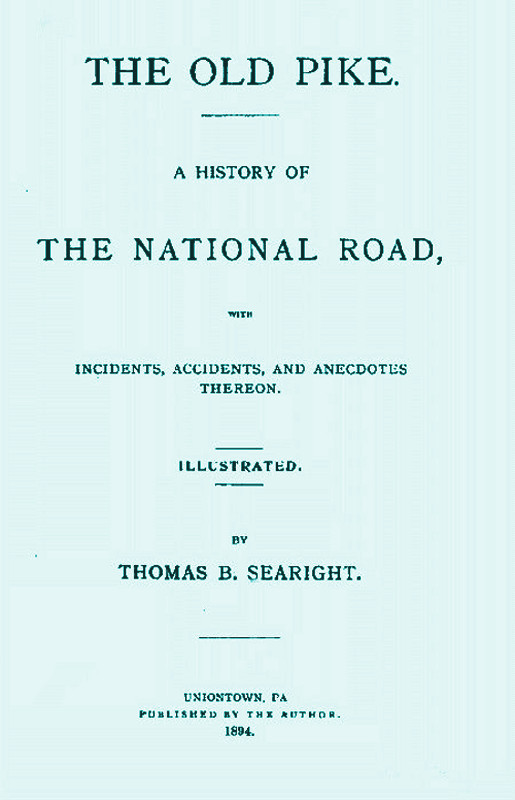 THE OLD PIKE.
A HISTORY OF
THE NATIONAL ROAD,
WITH
INCIDENTS, ACCIDENTS, AND ANECDOTES
THEREON.
ILLUSTRATED.
BY
THOMAS B. SEARIGHT.
UNIONTOWN, PA
PUBLISHED BY THE AUTHOR.
1894.